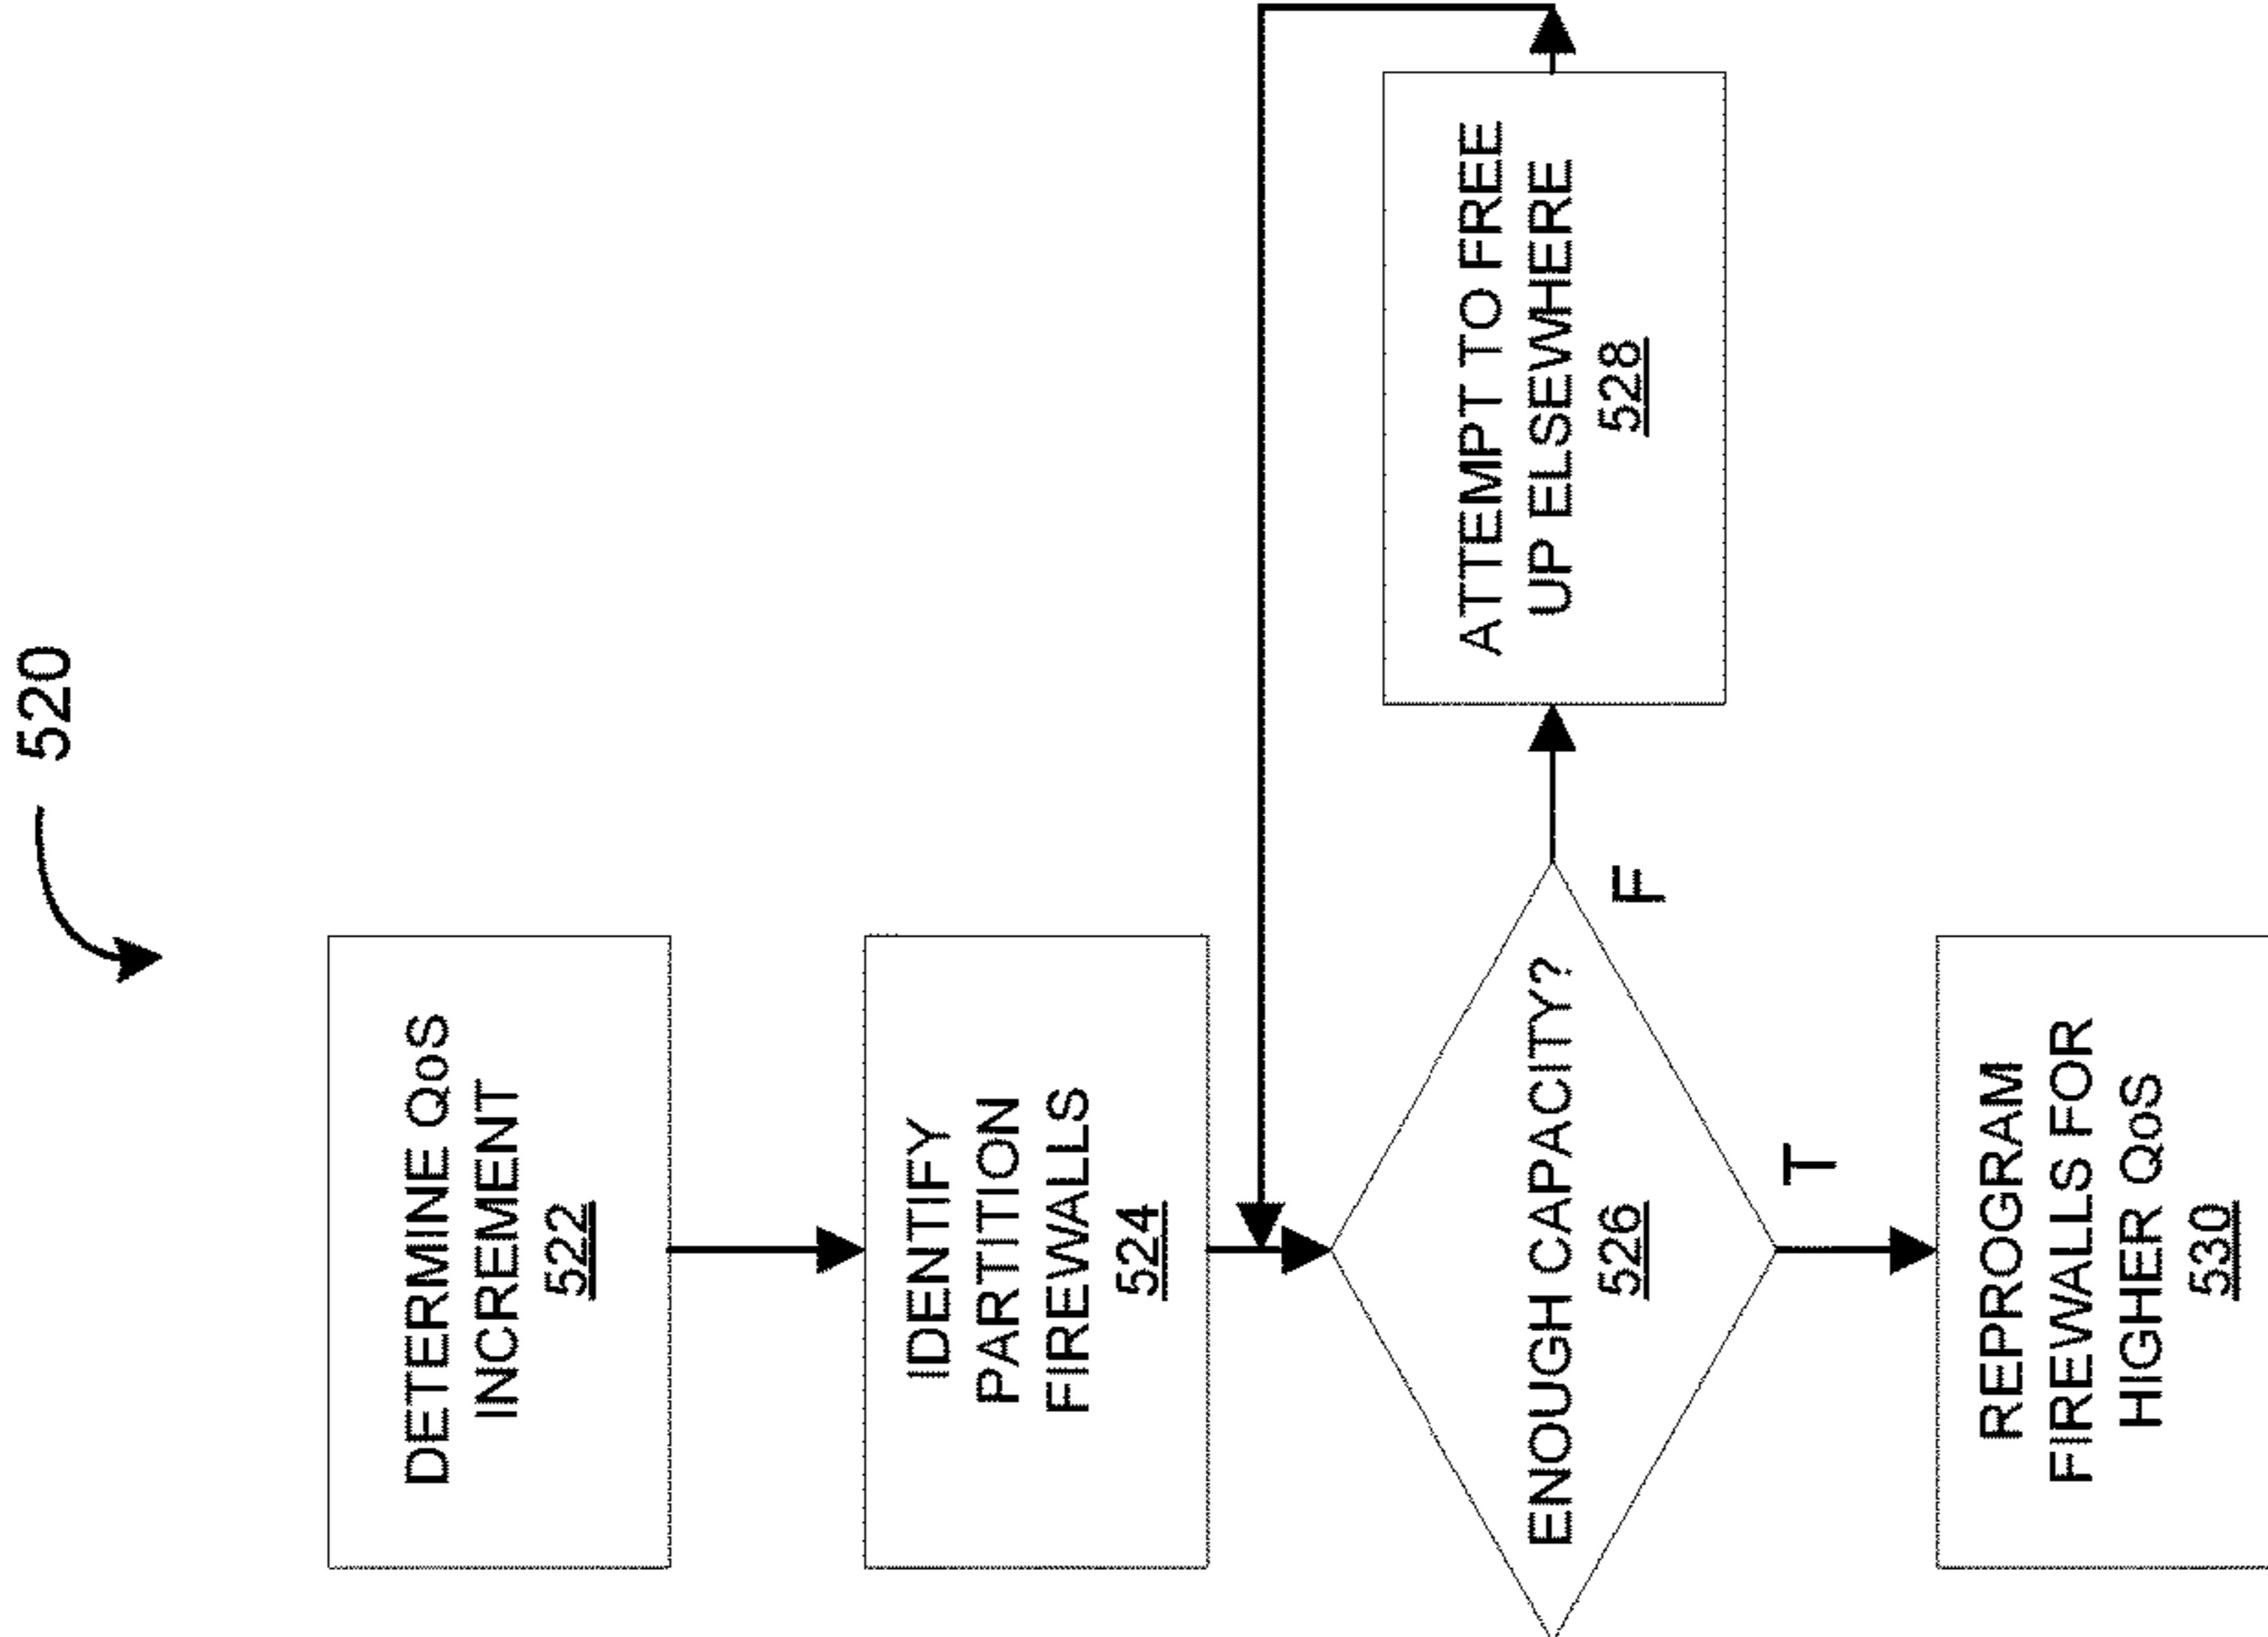 520
DETERMINE QoS
INCREMENT
522
IDENTIFY
PARTITION
FIREWALLS
524
ENOUGH CAPACITY?
526
F
ATTEMPT TO FREE
UP ELSEWHERE
528
T
REPROGRAM
FIREWALLS FOR
HIGHER QoS
530